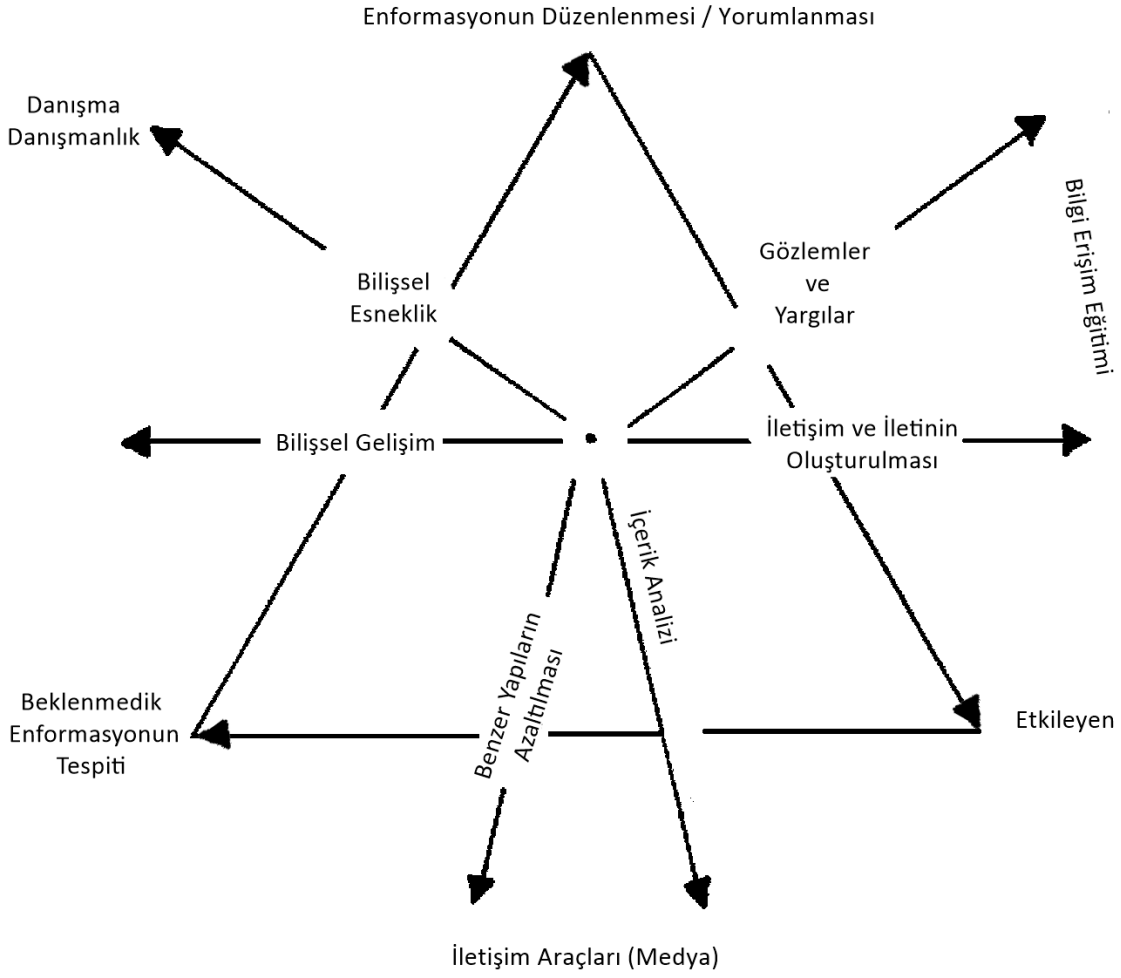 Enformasyonun Düzenlenmesi / Yorumlanması
Danışma
Danışmanlık
Bilgi Erişim Eğitimi
Gözlemler
ve
Yargılar
Bilişsel
Esneklik
Bilişsel Gelişim
İletişim ve İletinin
Oluşturulması
İçerik Analizi
Benzer Yapıların
Azaltılması
Beklenmedik
Enformasyonun
Tespiti
Etkileyen
İletişim Araçları (Medya)